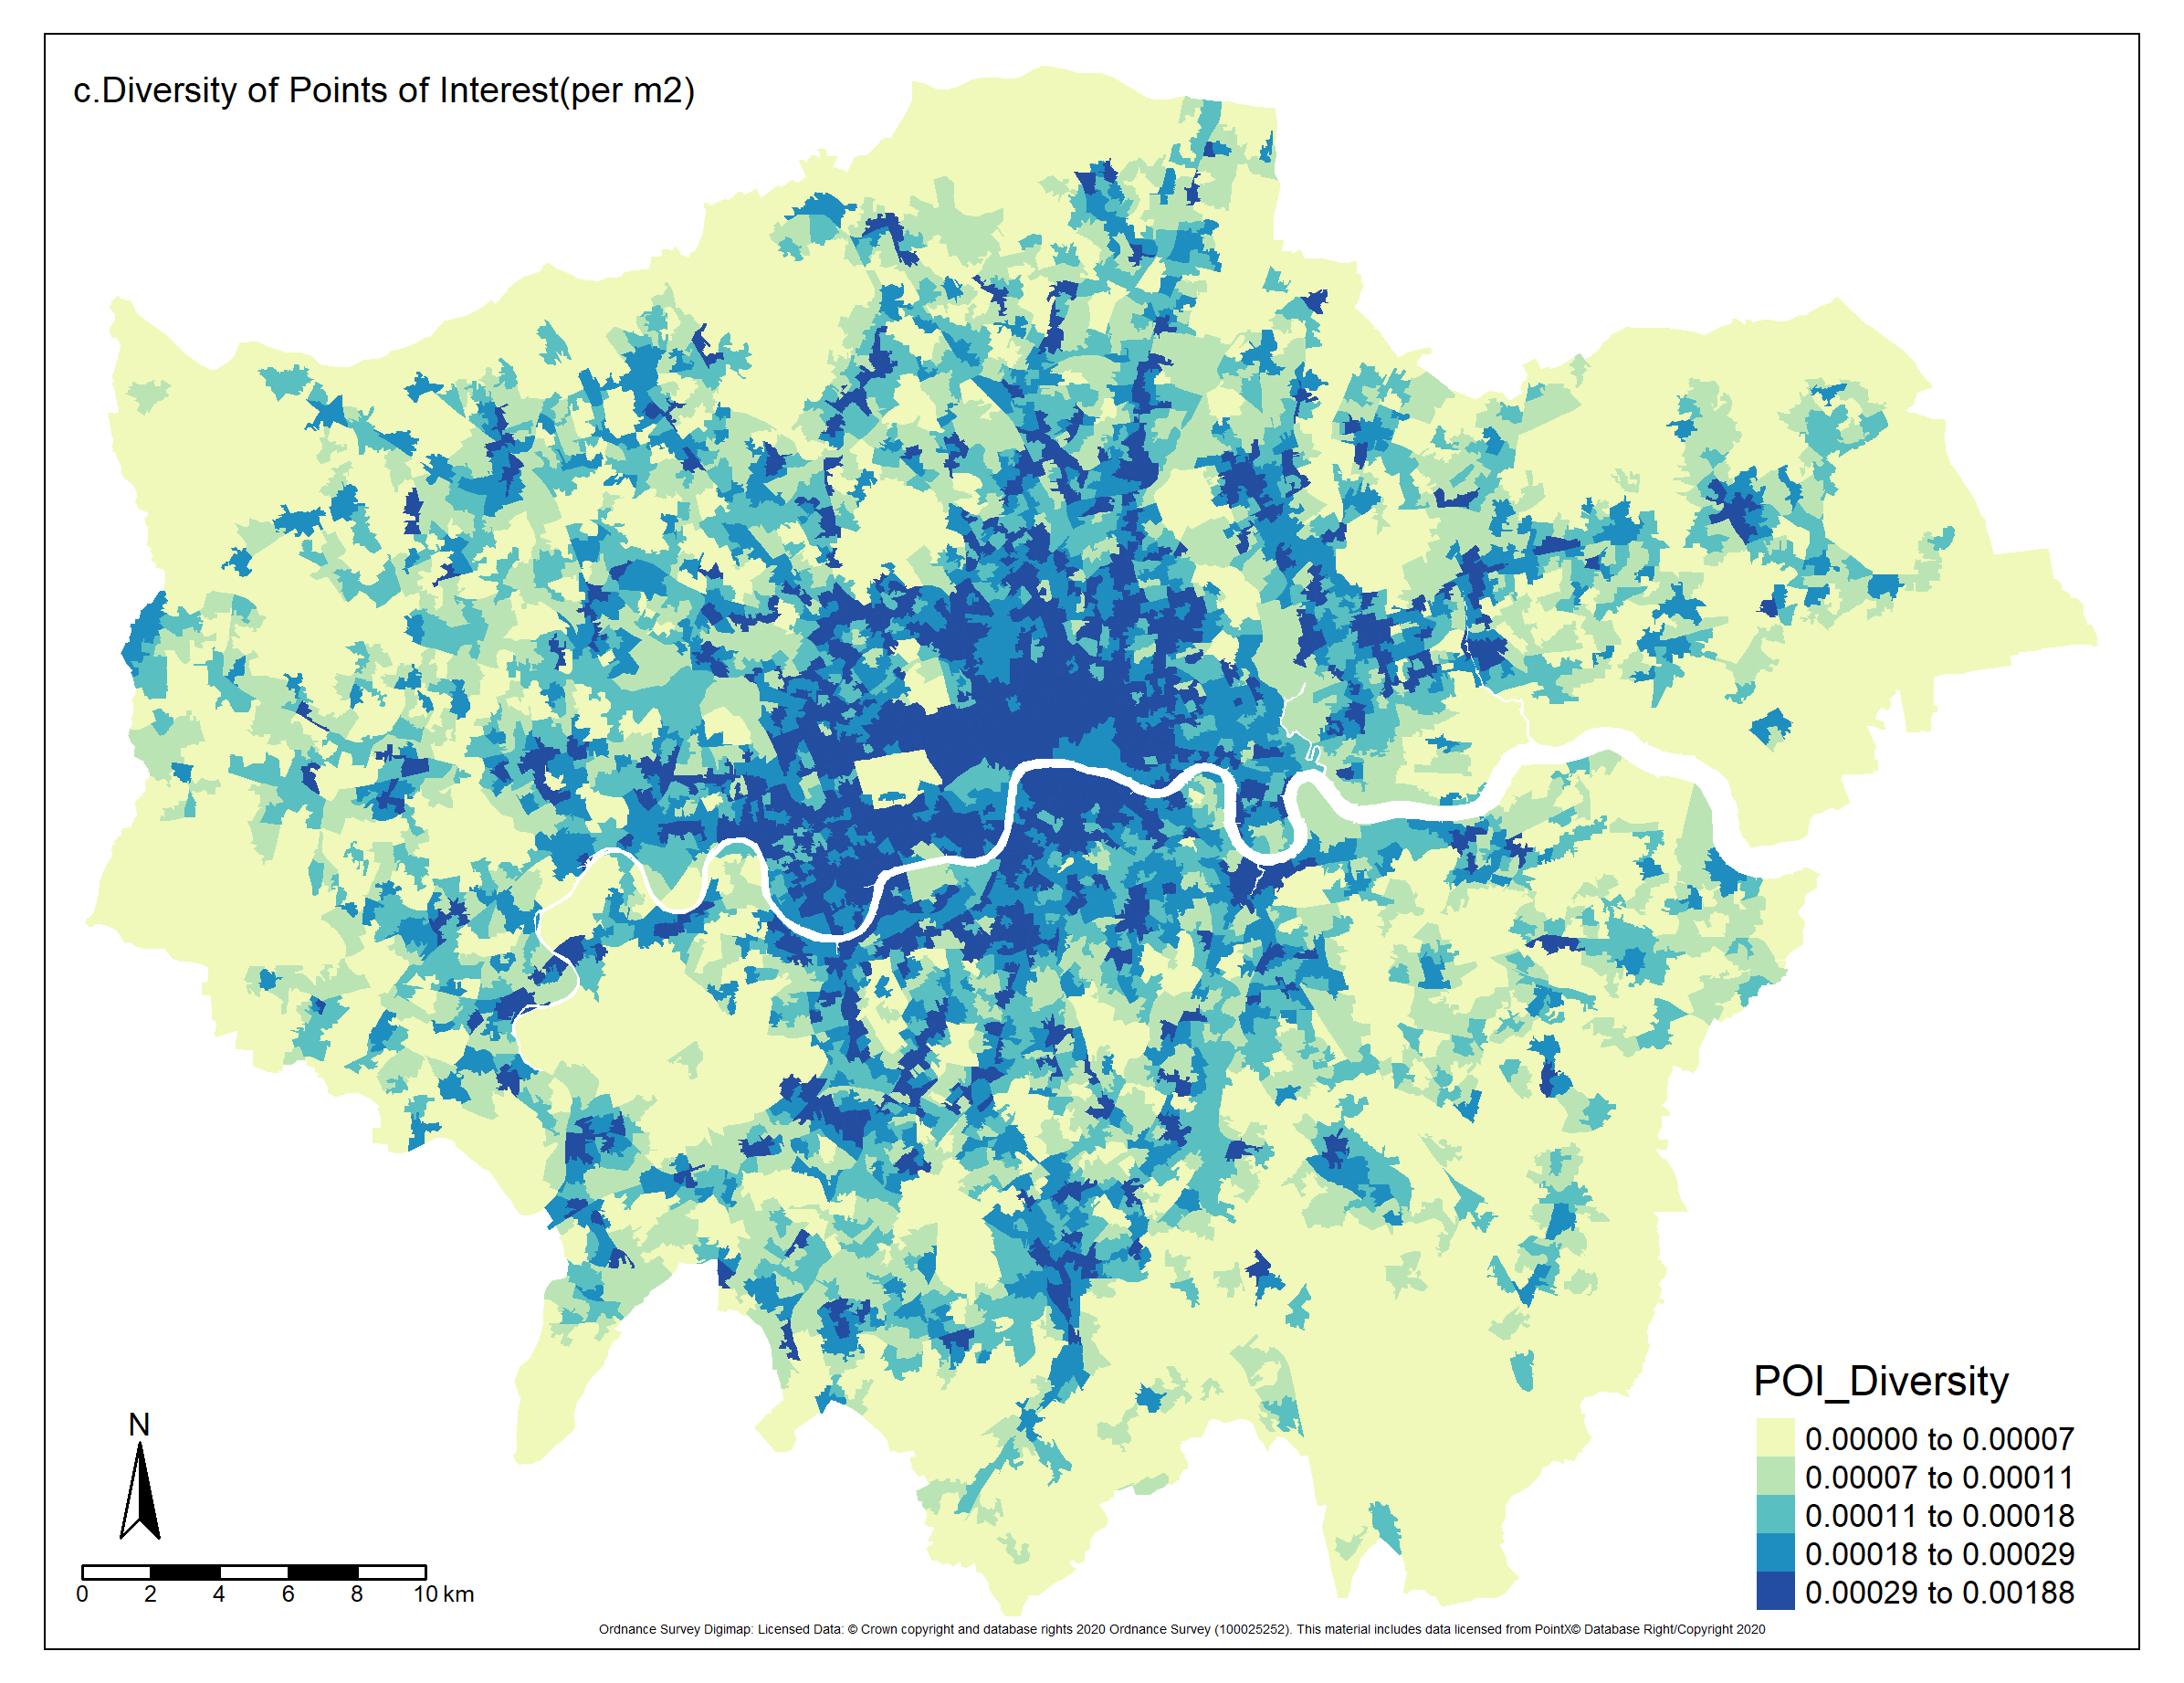 c.Diversity of Points of Interest(per m2)
POI_Diversity
0.00000 to 0.00007
0.00007 to 0.00011
0.00011 to 0.00018
0.00018 to 0.00029
0.00029 to 0.00188
N
0 2 4 6 8 10 km
Ordnance Survey Digimap: Licensed Data: © Crown copyright and database rights 2020 Ordnance Survey (100025252). This material includes data licensed from PointX© Database Right/Copyright 2020